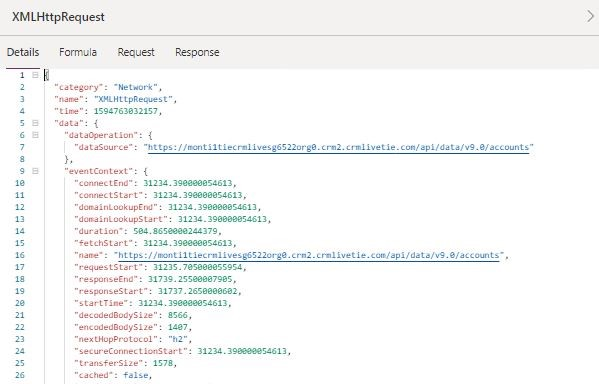 XMLHttpRequest
Details Formula Request Response
1 {
2 "category": "Network",
3 "name": "XMLHttpRequest",
4 "time": 1594763032157,
5 "data": {
6 "dataOperation": {
7 "dataSource": "https://monti1tiecrmlivesg6522org0.crm2.crmlivetie.com/api/data/v9.0/accounts"
8 },
9 "eventContext": {
10 "connectEnd": 31234.390000054613,
11 "connectStart": 31234.390000054613,
12 "domainLookupEnd": 31234.390000054613,
13 "domainLookupStart": 31234.390000054613,
14 "duration": 504.8650000244379,
15 "fetchStart": 31234.390000054613,
16 "name": "https://monti1tiecrmlivesg6522org0.crm2.crmlivetie.com/api/data/v9.0/accounts",
17 "requestStart": 31235.705000055954,
18 "responseEnd": 31739.25500007905,
19 "responseStart": 31737.2650000602,
20 "startTime": 31234.390000054613,
21 "decodedBodySize": 8566,
22 "encodedBodySize": 1407,
23 "nextHopProtocol": "h2",
24 "secureConnectionStart": 31234.390000054613,
25 "transferSize": 1578,
26 "cached": false,